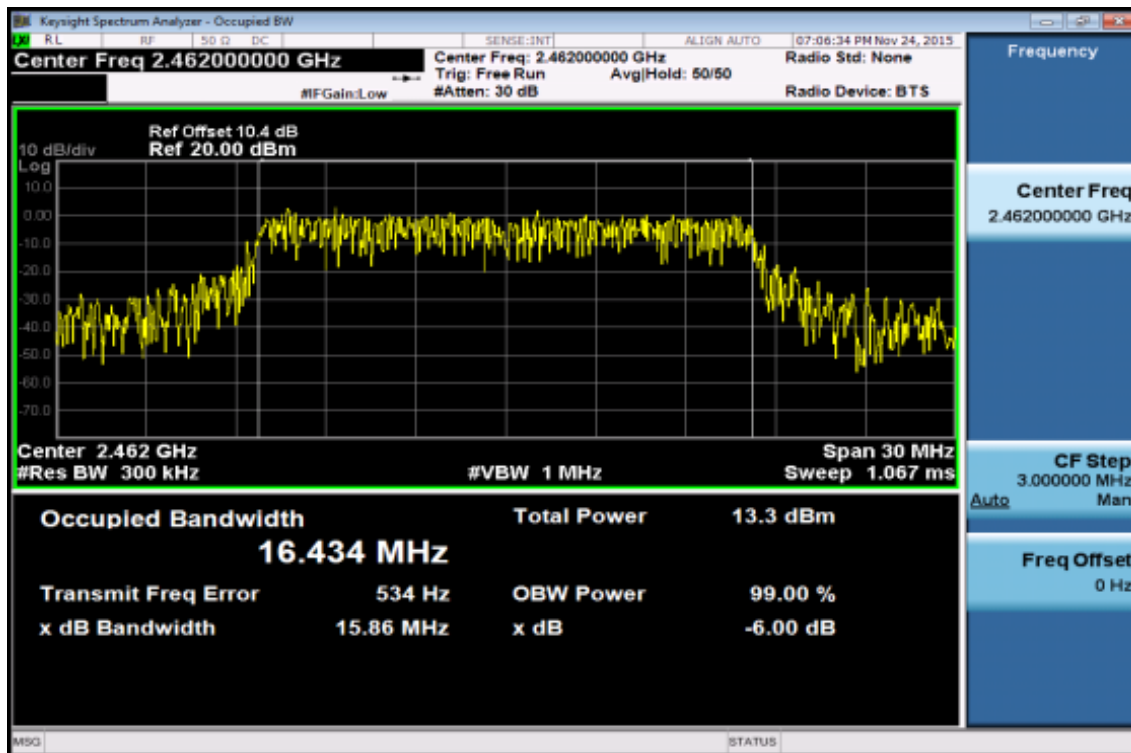 Keysight Spectrum Analyzer - Occupied BW
RL RF 50 Ω DC SENSE:INT ALIGN AUTO 07:06:34 PM Nov 24, 2015
Center Freq 2.462000000 GHz
#IFGain:Low
Center Freq: 2.462000000 GHz
Trig: Free Run Avg|Hold: 50/50
#Atten: 30 dB
Radio Std: None
Radio Device: BTS
Ref Offset 10.4 dB
10 dB/div Ref 20.00 dBm
Log
10.0
0.00
-10.0
-20.0
-30.0
-40.0
-50.0
-60.0
-70.0
Center 2.462 GHz Span 30 MHz
#Res BW 300 kHz #VBW 1 MHz Sweep 1.067 ms
Occupied Bandwidth Total Power 13.3 dBm
16.434 MHz
Transmit Freq Error 534 Hz OBW Power 99.00 %
x dB Bandwidth 15.86 MHz x dB -6.00 dB
Frequency
Center Freq
2.462000000 GHz
CF Step
3.000000 MHz
Auto Man
Freq Offset
0 Hz
MSG STATUS